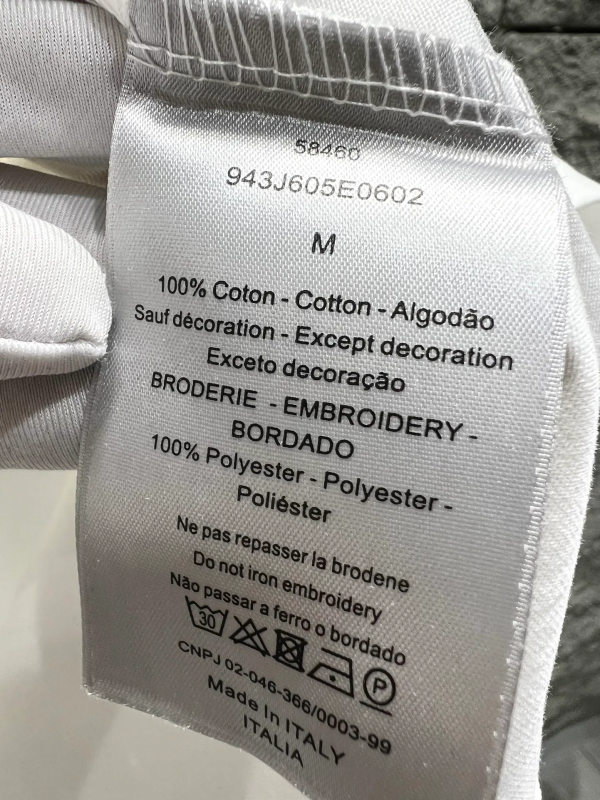 58460
943J605E0602
M
100% Coton - Cotton - Algodão
Sauf décoration - Except decoration
Exceto decoração
BRODERIE - EMBROIDERY -
BORDADO
100% Polyester - Polyester -
Poliéster
Ne pas repasser la brodene
Do not iron embroidery
Não passar a ferro o bordado
30 P
CNPJ 02-046-366/0003-99
Made In ITALY
ITALIA